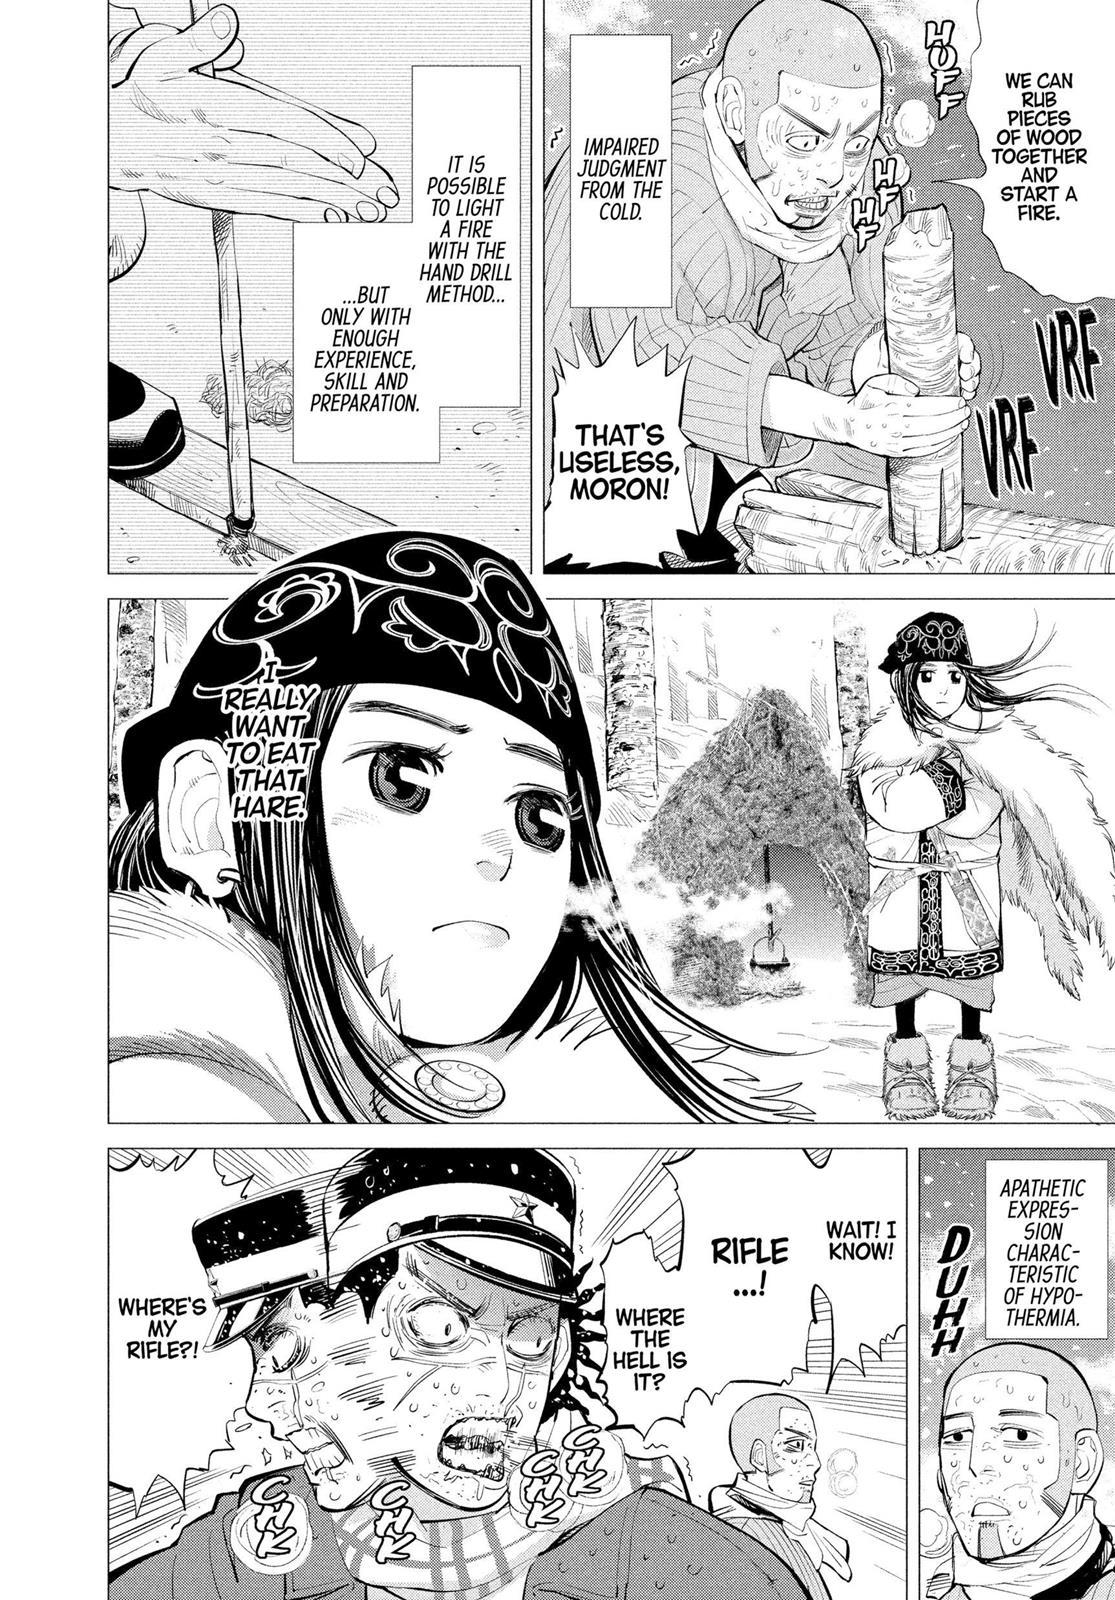 WE CAN
RUB
PIECES
OF WOOD
TOGETHER
AND
START A
FIRE.
HUFF
HF
HF
IMPAIRED
JUDGMENT
FROM THE
COLD.
VRF
VRF
THAT'S
USELESS,
MORON!
IT IS
POSSIBLE
TO LIGHT
A FIRE
WITH THE
HAND DRILL
METHOD...
...BUT
ONLY WITH
ENOUGH
EXPERIENCE,
SKILL AND
PREPARATION.
I
REALLY
WANT
TO EAT
THAT
HARE.
APATHETIC
EXPRES-
SION
CHARAC-
TERISTIC
OF HYPO-
THERMIA.
DUHH
WAIT! I
KNOW!
RIFLE
...!
WHERE
THE
HELL IS
IT?
WHERE'S
MY
RIFLE?!
CHK
CHK
CHK
CHK